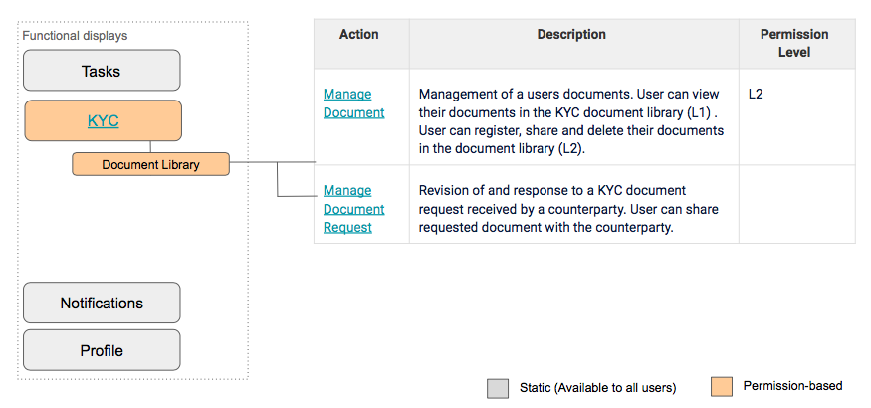 Functional displays
Tasks
KYC
Document Library
Notifications
Profile
Action
Description
Permission
Level
Manage
Document
Management of a users documents. User can view
their documents in the KYC document library (L1) .
User can register, share and delete their documents
in the document library (L2).
L2
Manage
Document
Request
Revision of and response to a KYC document
request received by a counterparty. User can share
requested document with the counterparty.
Static (Available to all users)
Permission-based